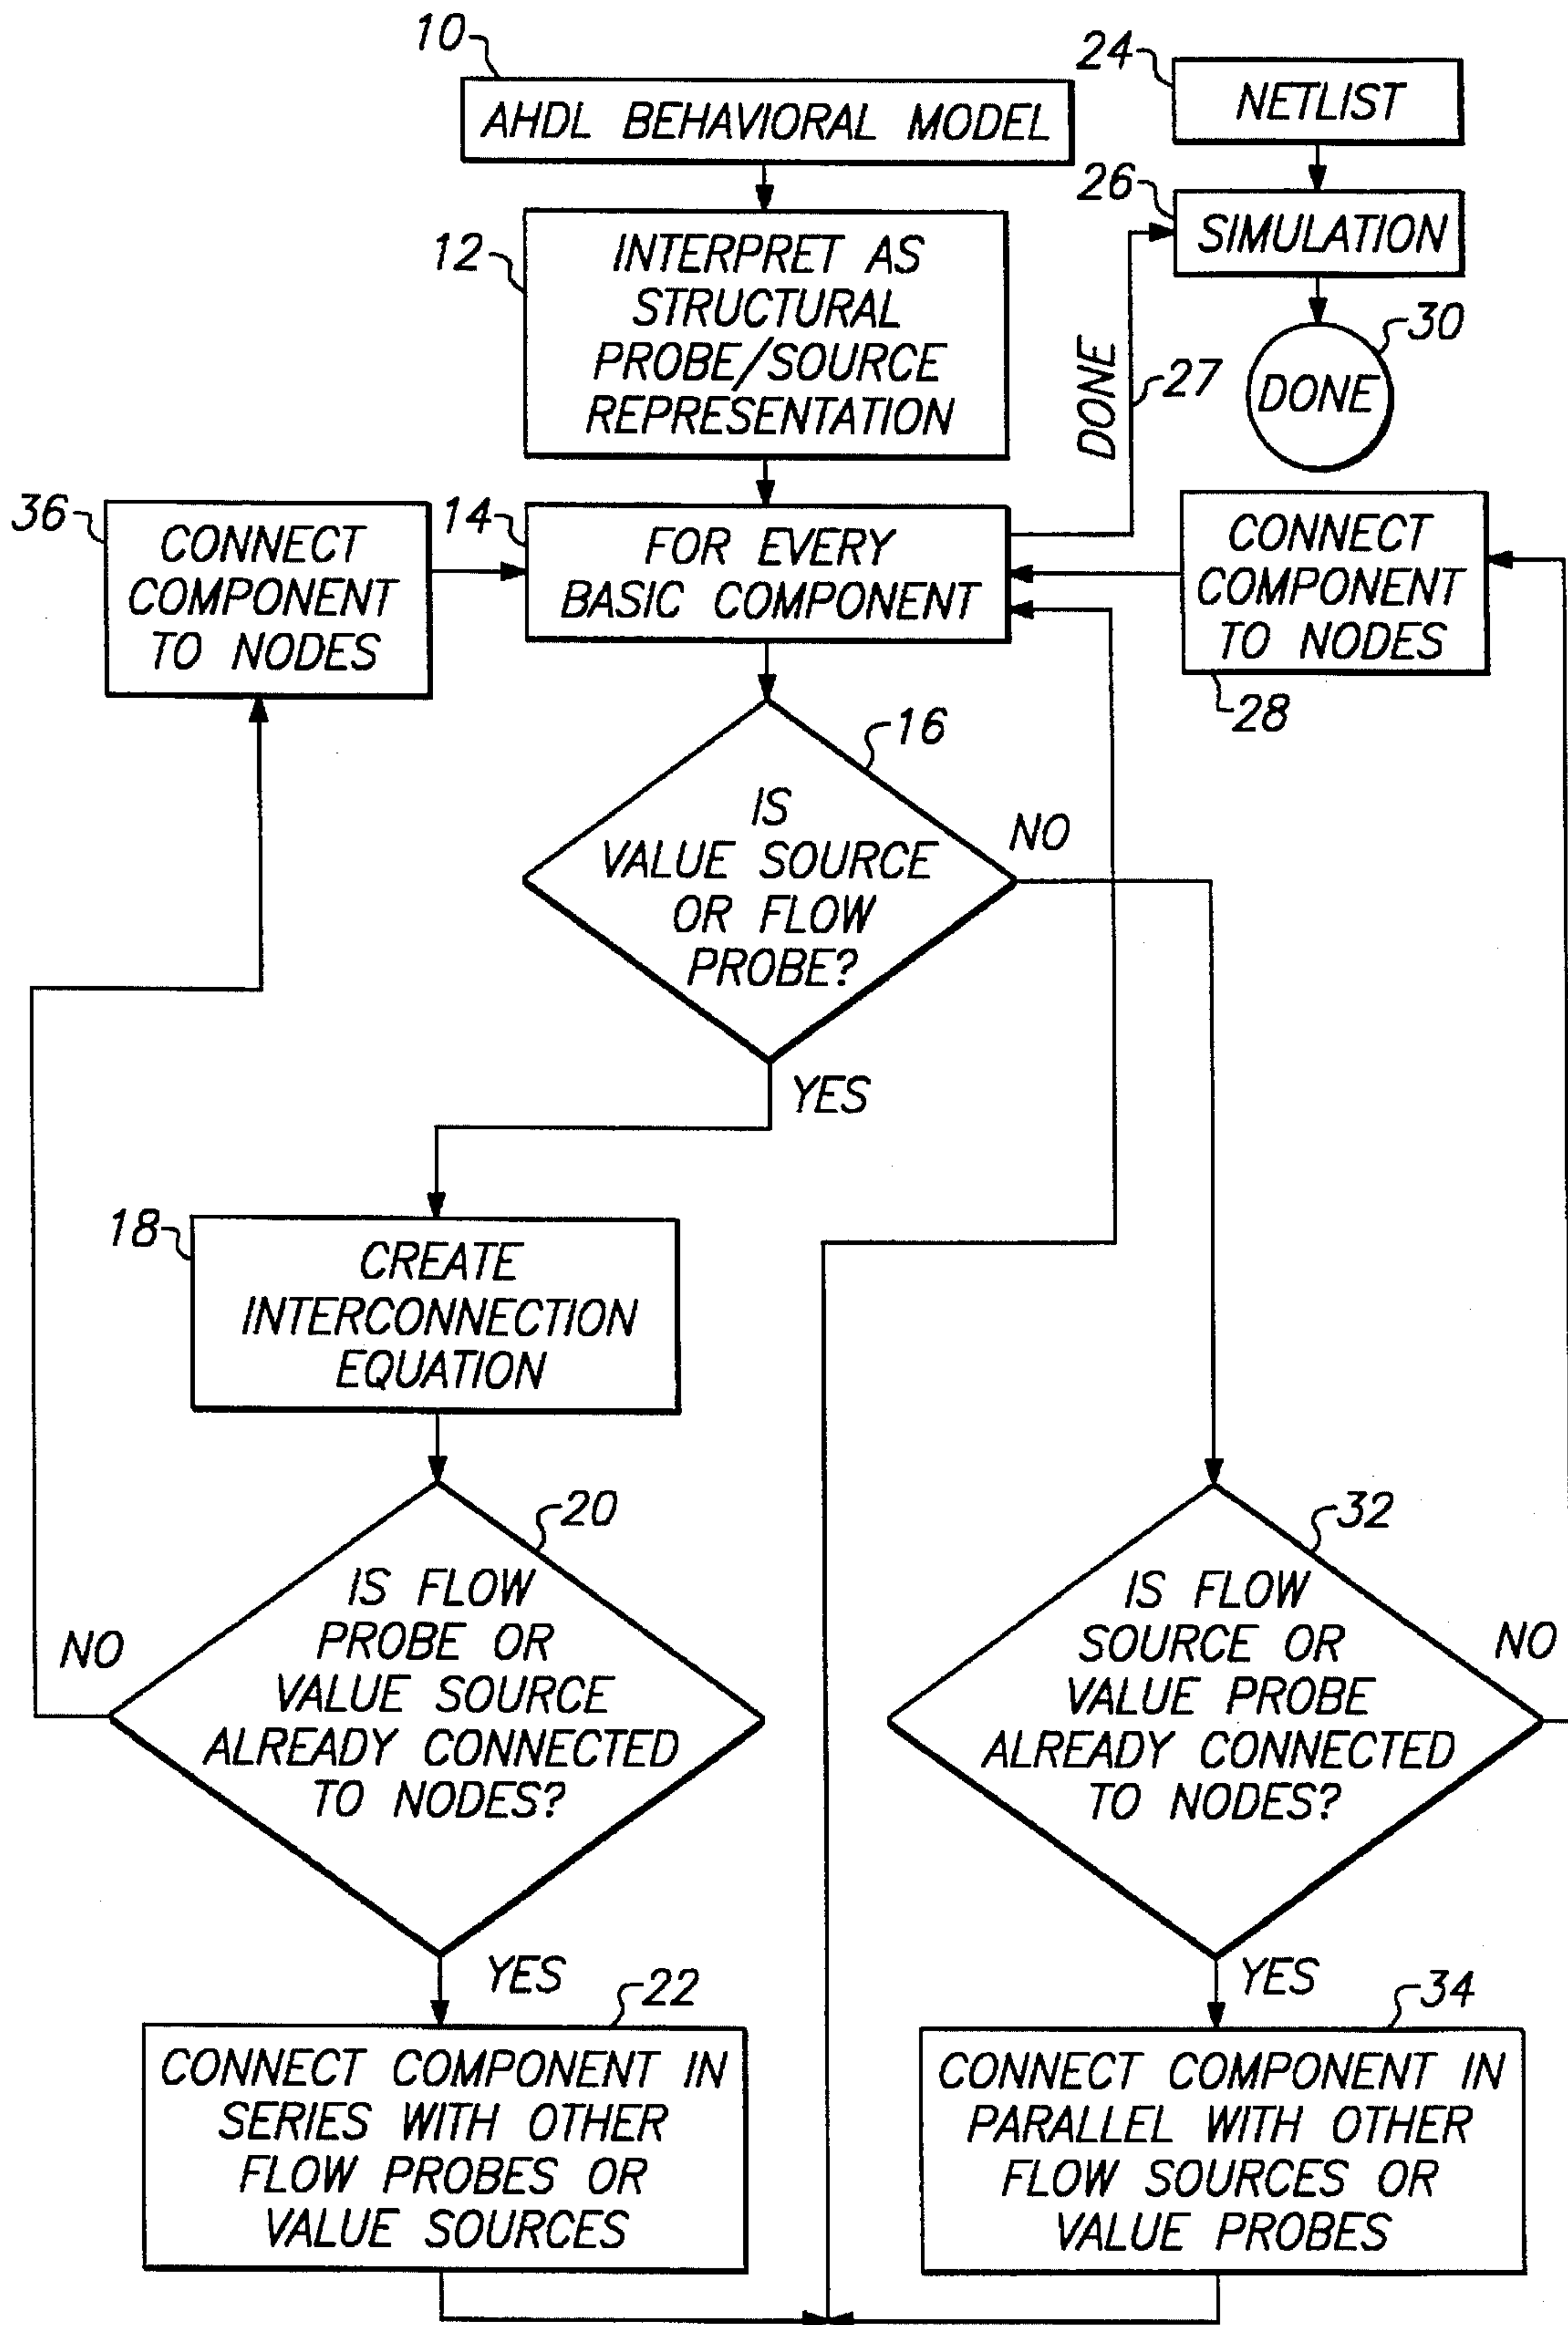 10
AHDL BEHAVIORAL MODEL
24
NETLIST
26
SIMULATION
12
INTERPRET AS
STRUCTURAL
PROBE/SOURCE
REPRESENTATION
DONE
27
30
DONE
36
CONNECT
COMPONENT
TO NODES
14
FOR EVERY
BASIC COMPONENT
CONNECT
COMPONENT
TO NODES
28
16
IS
VALUE SOURCE
OR FLOW
PROBE?
NO
YES
18
CREATE
INTERCONNECTION
EQUATION
20
IS FLOW
PROBE OR
VALUE SOURCE
ALREADY CONNECTED
TO NODES?
NO
YES
32
IS FLOW
SOURCE OR
VALUE PROBE
ALREADY CONNECTED
TO NODES?
NO
YES
22
CONNECT COMPONENT IN
SERIES WITH OTHER
FLOW PROBES OR
VALUE SOURCES
34
CONNECT COMPONENT IN
PARALLEL WITH OTHER
FLOW SOURCES OR
VALUE PROBES